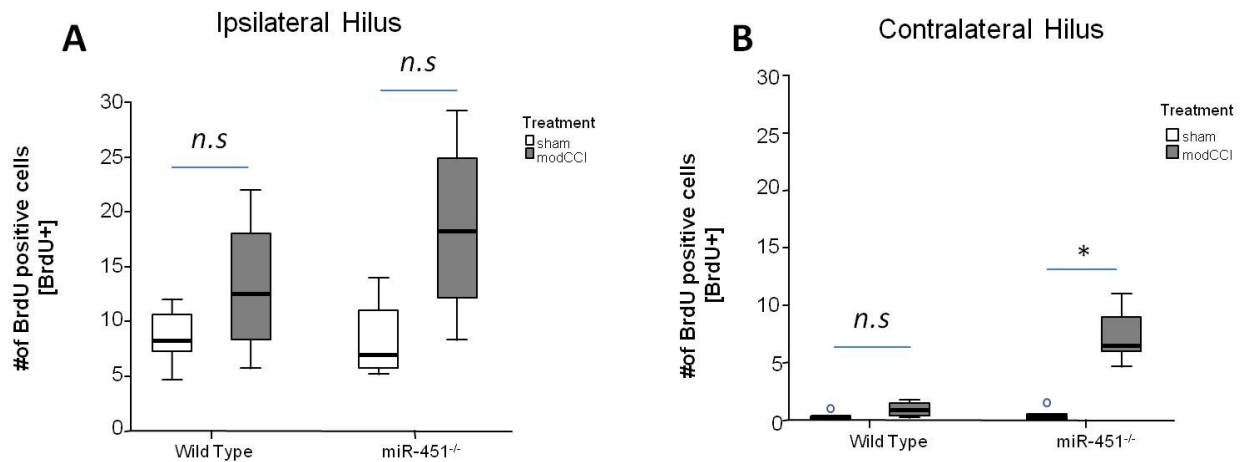 A
Ipsilateral Hilus
n.s
n.s
30
25
20
15
10
5
0
#of BrdU positive cells
[BrdU+]
Treatment
sham
modCCI
Wild Type
miR-451-/-
B
Contralateral Hilus
30
25
20
15
10
5
0
#of BrdU positive cells
[BrdU+]
n.s
*
Treatment
sham
modCCI
Wild Type
miR-451-/-